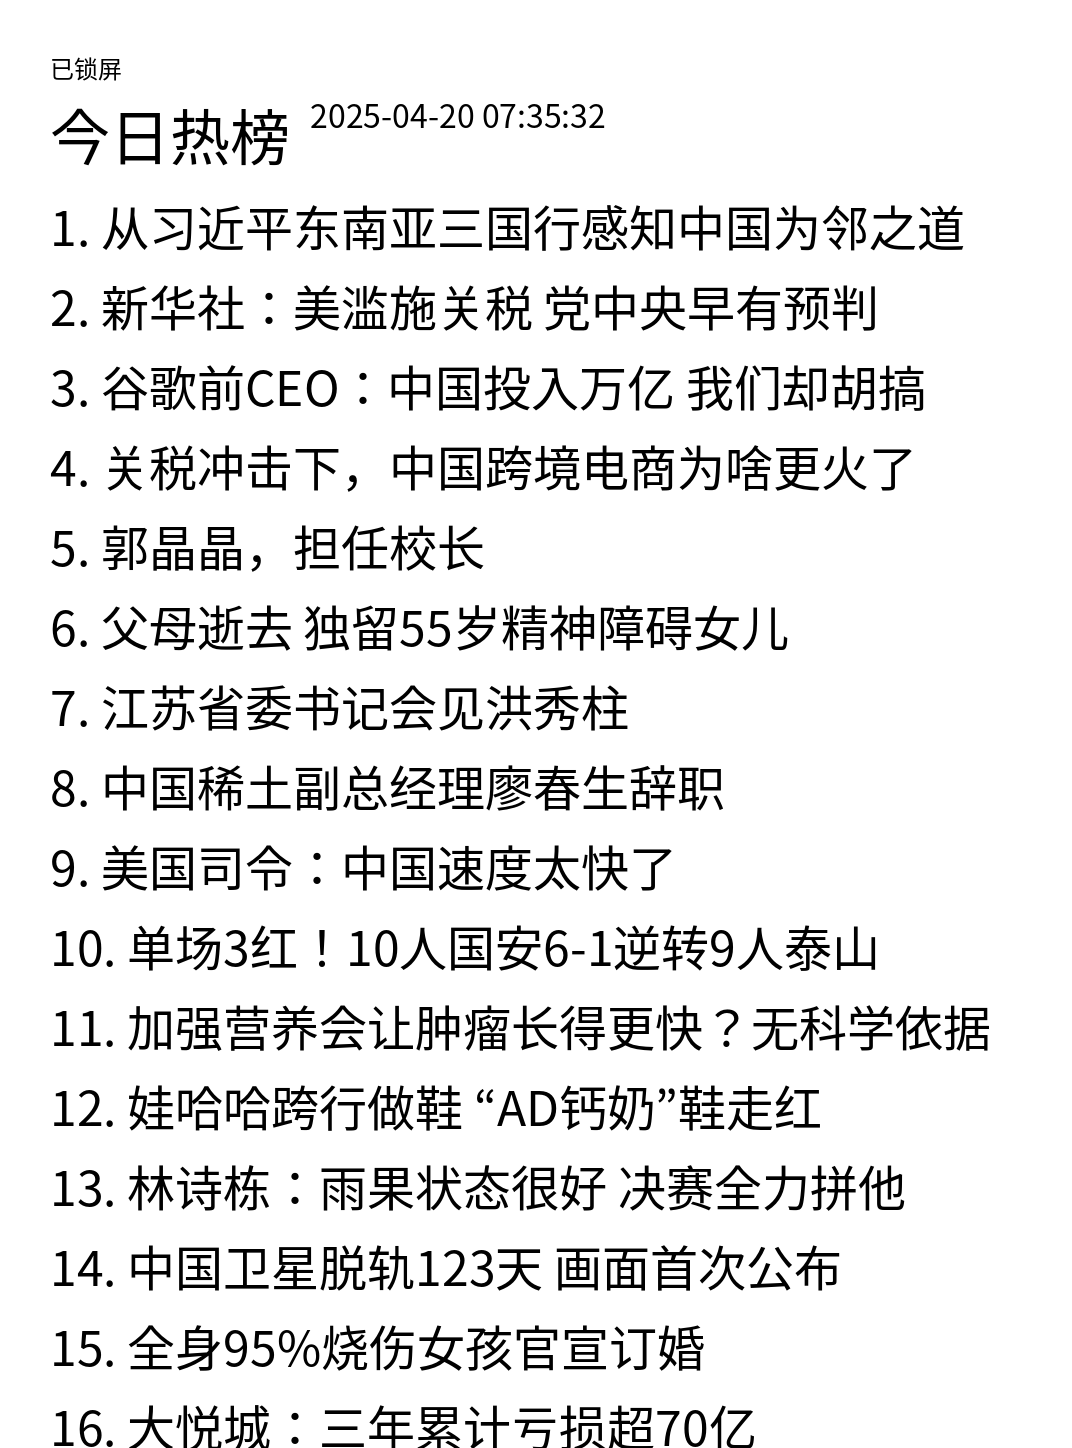 已锁屏
今日热榜 2025-04-20 07:35:32
1. 从习近平东南亚三国行感知中国为邻之道
2. 新华社：美滥施关税 党中央早有预判
3. 谷歌前CEO：中国投入万亿 我们却胡搞
4. 关税冲击下，中国跨境电商为啥更火了
5. 郭晶晶，担任校长
6. 父母逝去 独留55岁精神障碍女儿
7. 江苏省委书记会见洪秀柱
8. 中国稀土副总经理廖春生辞职
9. 美国司令：中国速度太快了
10. 单场3红！10人国安6-1逆转9人泰山
11. 加强营养会让肿瘤长得更快？无科学依据
12. 娃哈哈跨行做鞋 “AD钙奶”鞋走红
13. 林诗栋：雨果状态很好 决赛全力拼他
14. 中国卫星脱轨123天 画面首次公布
15. 全身95%烧伤女孩官宣订婚
16. 大悦城：三年累计亏损超70亿